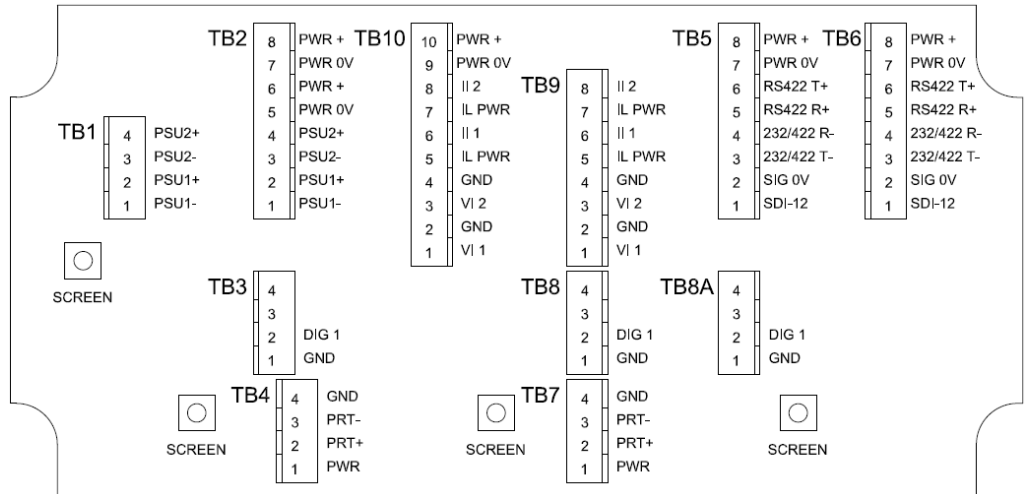 TB2 8 PWR + TB10 10 PWR + TB5 8 PWR + TB6 8 PWR +
7 PWR 0V 9 PWR 0V 7 PWR 0V 7 PWR 0V
6 PWR + 8 II 2 TB9 8 II 2 6 RS422 T+ 6 RS422 T+
5 PWR 0V 7 IL PWR 7 IL PWR 5 RS422 R+ 5 RS422 R+
TB1 4 PSU2+ 4 PSU2+ 6 II 1 6 II 1 4 232/422 R- 4 232/422 R-
3 PSU2- 3 PSU2- 5 IL PWR 5 IL PWR 3 232/422 T- 3 232/422 T-
2 PSU1+ 2 PSU1+ 4 GND 4 GND 2 SIG 0V 2 SIG 0V
1 PSU1- 1 PSU1- 3 VI 2 3 VI 2 1 SDI-12 1 SDI-12
2 GND 2 GND
1 VI 1 1 VI 1
SCREEN
TB3 4 TB8 4 TB8A 4
3 3 3
2 DIG 1 2 DIG 1 2 DIG 1
1 GND 1 GND 1 GND
TB4 4 GND TB7 4 GND
3 PRT- 3 PRT-
2 PRT+ 2 PRT+
SCREEN SCREEN SCREEN
1 PWR 1 PWR